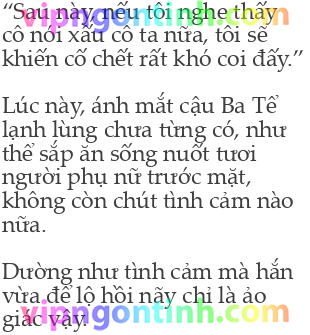 “Sau này, nếu tôi nghe thấy
cô nói xấu cô ta nữa, tôi sẽ
khiến cố chết rất khó coi đấy.”
Lúc này, ánh mắt cậu Ba Tể
lạnh lùng chưa từng có, như
thể sắp ăn sống nuốt tươi
người phụ nữ trước mặt,
không còn chút tình cảm nào
nữa.
Dường như tình cảm mà hắn
vừa để lộ hồi nãy chỉ là ảo
giác vậy.
vipngontinh.com
vipngontinh.com